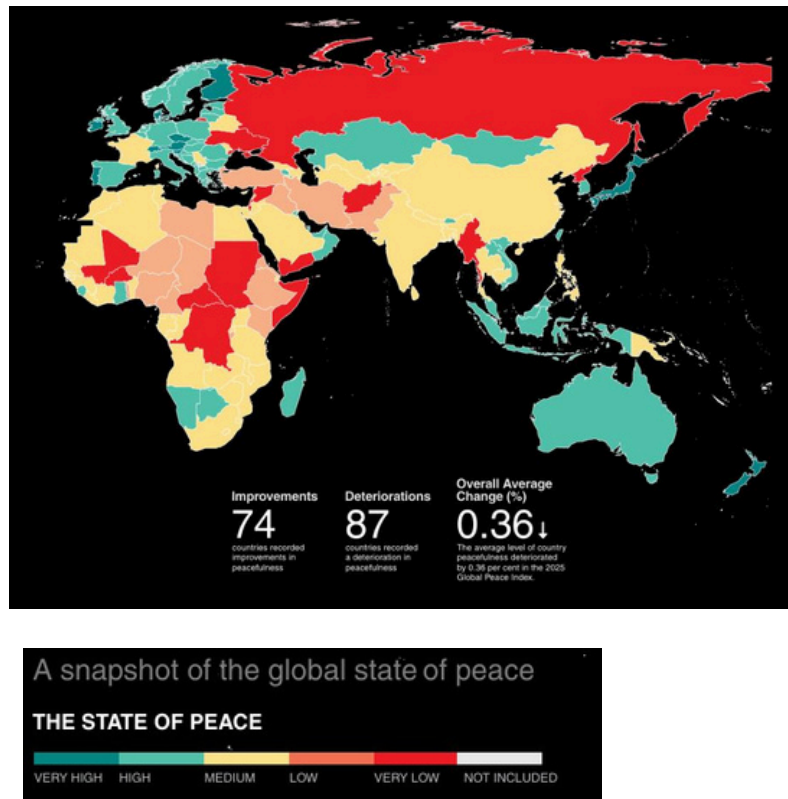 Improvements
74
countries recorded
improvements in
peacefulness
Deteriorations
87
countries recorded
a deterioration in
peacefulness
Overall Average
Change (%)
0.36↓
The average level of country
peacefulness deteriorated
by 0.36 per cent in the 2025
Global Peace Index.
A snapshot of the global state of peace
THE STATE OF PEACE
VERY HIGH HIGH MEDIUM LOW VERY LOW NOT INCLUDED